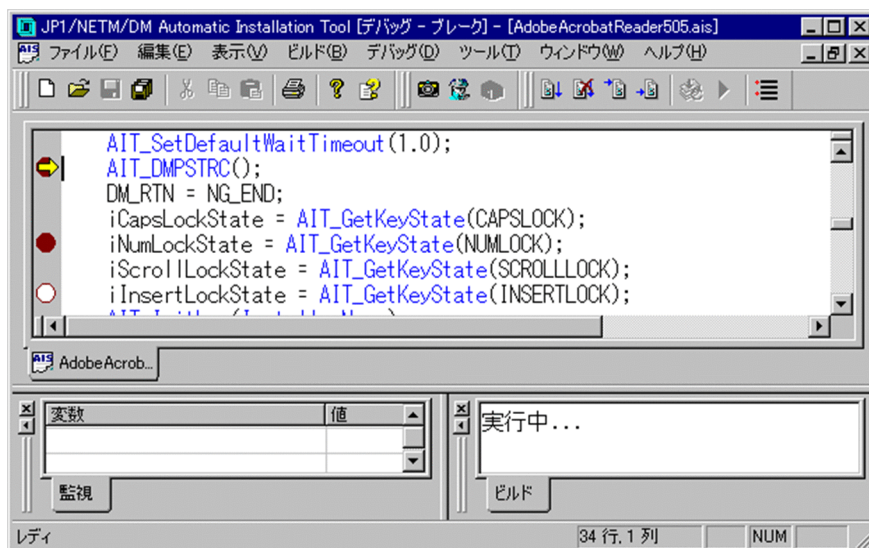 JP1/NETM/DM Automatic Installation Tool [デバッグ - ブレーク] - [AdobeAcrobatReader505.ais]
ファイル(F) 編集(E) 表示(V) ビルド(B) デバッグ(D) ツール(T) ウィンドウ(W) ヘルプ(H)
AIT_SetDefaultWaitTimeout(1.0);
AIT_DMPSTRC();
DM_RTN = NG_END;
iCapsLockState = AIT_GetKeyState(CAPSLOCK);
iNumLockState = AIT_GetKeyState(NUMLOCK);
iScrollLockState = AIT_GetKeyState(SCROLLLOCK);
iInsertLockState = AIT_GetKeyState(INSERTLOCK);
AIS AdobeAcrob...
変数 値
実行中...
監視
ビルド
レディ
34 行, 1 列
NUM